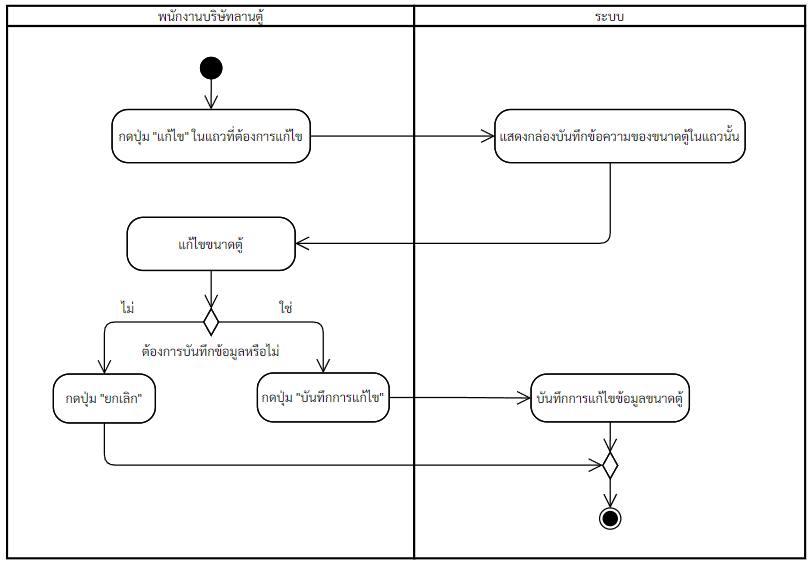 พนักงานบริษัทลานตู้
ระบบ
กดปุ่ม "แก้ไข" ในแถวที่ต้องการแก้ไข
แสดงกล่องบันทึกข้อความของขนาดตู้ในแถวนั้น
แก้ไขขนาดตู้
ไม่
ใช่
ต้องการบันทึกข้อมูลหรือไม่
กดปุ่ม "ยกเลิก"
กดปุ่ม "บันทึกการแก้ไข"
บันทึกการแก้ไขข้อมูลขนาดตู้